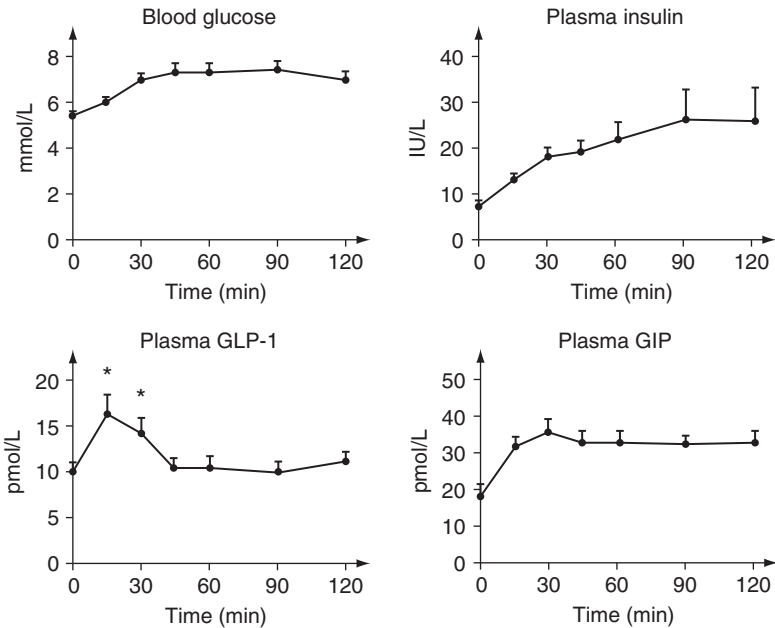 Blood glucose
mmol/L
8
6
4
2
0
0 30 60 90 120
Time (min)
Plasma insulin
IU/L
40
30
20
10
0
0 30 60 90 120
Time (min)
Plasma GLP-1
pmol/L
20
15
10
5
0
* *
0 30 60 90 120
Time (min)
Plasma GIP
pmol/L
50
40
30
20
10
0
0 30 60 90 120
Time (min)